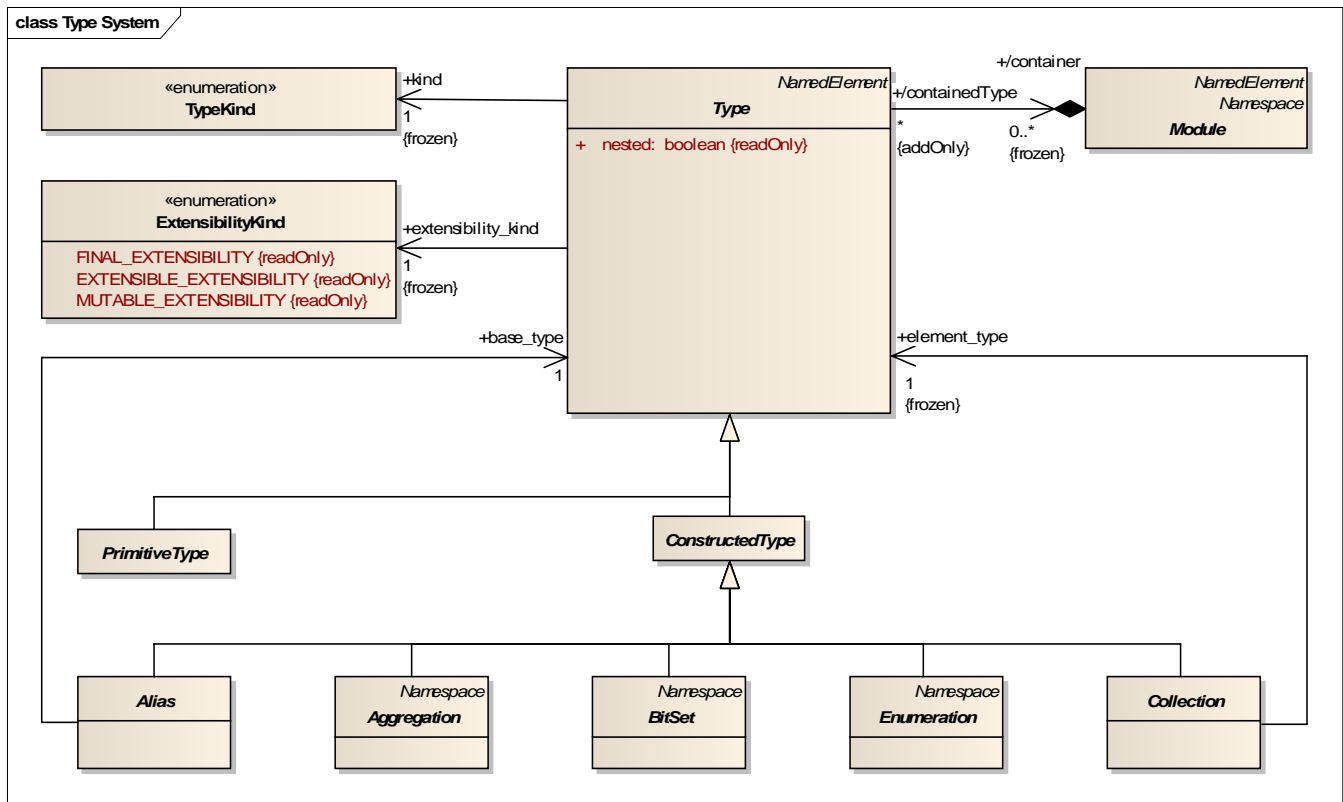 class Type System
«enumeration»
TypeKind
+kind
1
{frozen}
NamedElement
Type
+ nested: boolean {readOnly}
+/containedType
*
{addOnly}
+/container
0..*
{frozen}
NamedElement
Namespace
Module
«enumeration»
ExtensibilityKind
FINAL_EXTENSIBILITY {readOnly}
EXTENSIBLE_EXTENSIBILITY {readOnly}
MUTABLE_EXTENSIBILITY {readOnly}
+extensibility_kind
1
{frozen}
+base_type
1
+element_type
1
{frozen}
PrimitiveType
ConstructedType
Alias
Namespace
Aggregation
Namespace
BitSet
Namespace
Enumeration
Collection